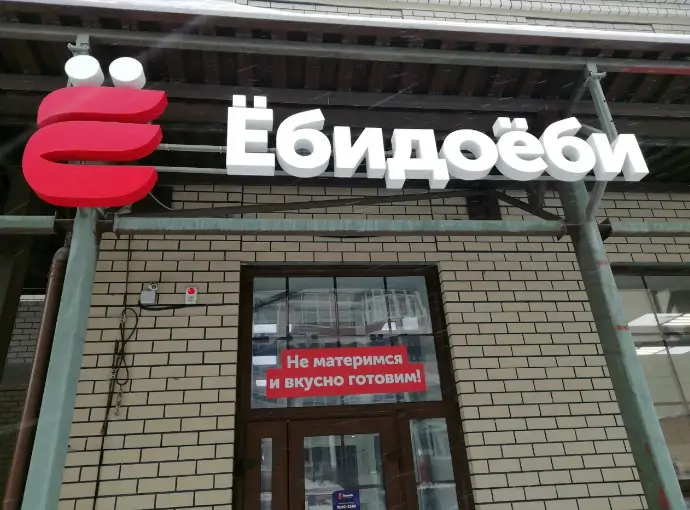 Ё
Ёбидоёби
Не материмся
и вкусно готовим!